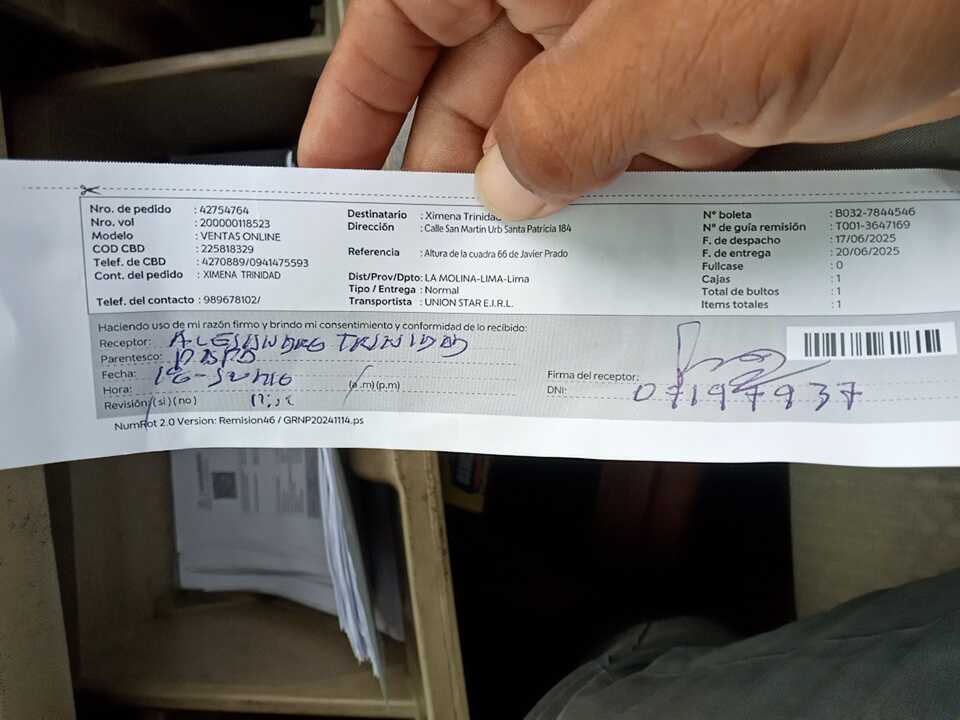 Nro. de pedido : 42754764
Nro. vol : 200000118523
Modelo : VENTAS ONLINE
COD CBD : 225818329
Telef. de CBD : 4270889/0941475593
Cont. del pedido : XIMENA TRINIDAD
Telef. del contacto : 989678102/
Destinatario : Ximena Trinidad
Dirección : Calle San Martin Urb Santa Patricia 184
Referencia : Altura de la cuadra 66 de Javier Prado
Dist/Prov/Dpto: LA MOLINA-LIMA-Lima
Tipo / Entrega : Normal
Transportista : UNION STAR E.I.R.L.
N° boleta : B032-7844546
N° de guía remisión : T001-3647169
F. de despacho : 17/06/2025
F. de entrega : 20/06/2025
Fullcase : 0
Cajas : 1
Total de bultos : 1
Items totales : 1
Haciendo uso de mi razón firmo y brindo mi consentimiento y conformidad de lo recibido:
Receptor: ALEJANDRO TRINIDAD
Parentesco: PAPA
Fecha: -JUNIO
Hora: (a.m)(p.m)
Revisión (si)(no)
Firma del receptor:
DNI: 07197937
NumRot 2.0 Version: Remision46 / GRNP20241114.ps